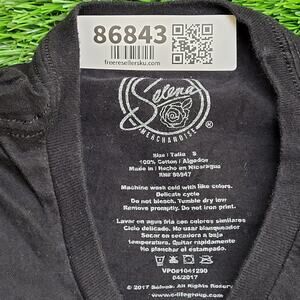 86843
freeresellersku.com
Selena
MERCHANDISE
®
Size / Talla S
100% Cotton / Algodon
Made in / Hecho en Nicaragua
RN# 86947
Machine wash cold with like colors.
Delicate cycle
Do not bleach. Tumble dry low
Remove promptly. Do not iron print.
Lavar en agua fria con colores similares
Ciclo delicado. No usar blanqueador
Secar en secadora a baja
temperatura. Quitar rapidamente
No planchar el estampado
VPO#1041290
04/2017
© 2017 Selena. All Rights Reserved
www.c-lifegroup.com